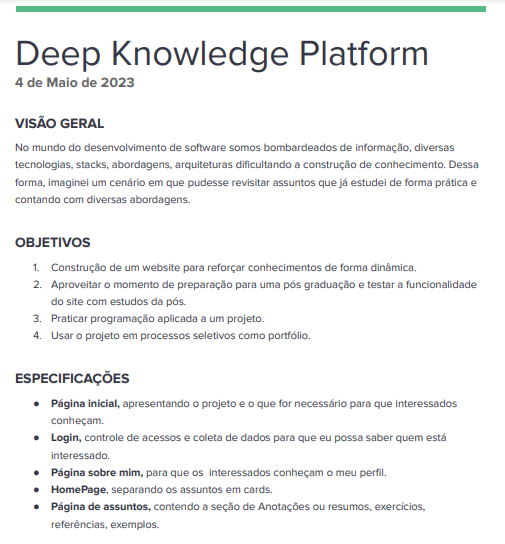 Deep Knowledge Platform
4 de Maio de 2023
VISÃO GERAL
No mundo do desenvolvimento de software somos bombardeados de informação, diversas
tecnologias, stacks, abordagens, arquiteturas dificultando a construção de conhecimento. Dessa
forma, imaginei um cenário em que pudesse revisitar assuntos que já estudei de forma prática e
contando com diversas abordagens.
OBJETIVOS
1. Construção de um website para reforçar conhecimentos de forma dinâmica.
2. Aproveitar o momento de preparação para uma pós graduação e testar a funcionalidade
do site com estudos da pós.
3. Praticar programação aplicada a um projeto.
4. Usar o projeto em processos seletivos como portfólio.
ESPECIFICAÇÕES
● Página inicial, apresentando o projeto e o que for necessário para que interessados
conheçam.
● Login, controle de acessos e coleta de dados para que eu possa saber quem está
interessado.
● Página sobre mim, para que os interessados conheçam o meu perfil.
● HomePage, separando os assuntos em cards.
● Página de assuntos, contendo a seção de Anotações ou resumos, exercícios,
referências, exemplos.